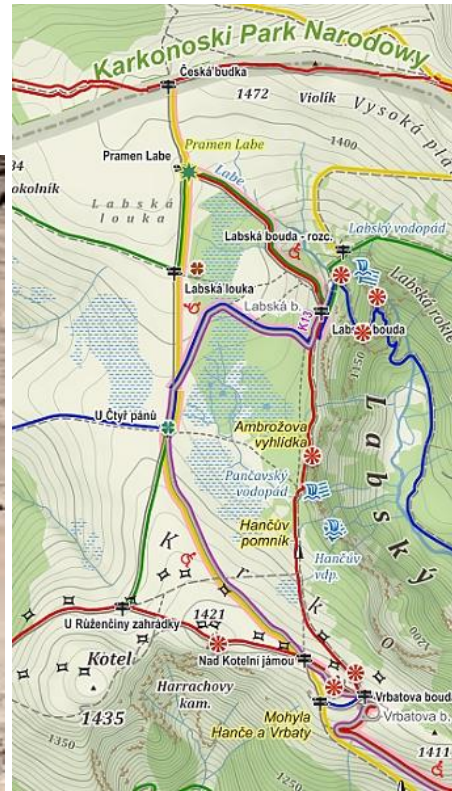 Karkonoski Park Narodowy
Česká budka
1472
Violík
Vysoká plá
1400
Pramen Labe
Pramen Labe
Labe
okolník
Labská
louka
Labská bouda - rozc.
Labský vodopád
Labská louka
Labská b.
K13
Labská rokle
1150
U Čtyř pánů
Ambrožova
vyhlídka
Pančavský
vodopád
Labský
Hančův
pomník
Hančův
vdp.
K
r
k
o
1200
U Růženčiny zahrádky
1421
Kotel
Nad Kotelní jámou
Harrachovy
kam.
Vrbatova bouda
Vrbatova b.
1435
Mohyla
Hanče a Vrbaty
1350
1250
1411